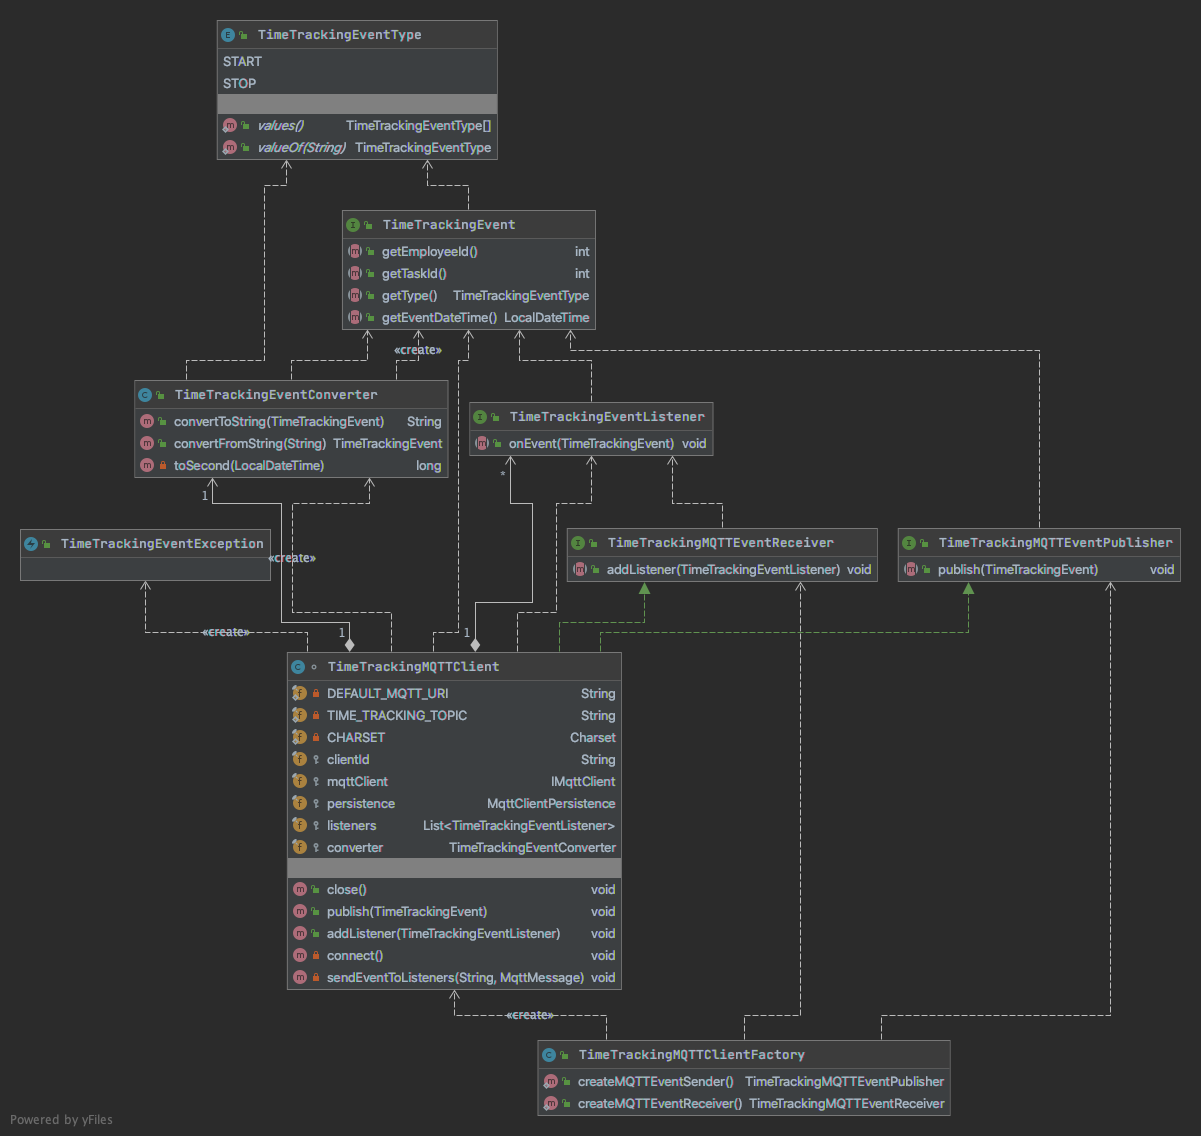 TimeTrackingEventType
START
STOP
values() TimeTrackingEventType[]
valueOf(String) TimeTrackingEventType
TimeTrackingEvent
getEmployeeId() int
getTaskId() int
getType() TimeTrackingEventType
getEventDateTime() LocalDateTime
«create»
TimeTrackingEventConverter
convertToString(TimeTrackingEvent) String
convertFromString(String) TimeTrackingEvent
toSecond(LocalDateTime) long
TimeTrackingEventListener
onEvent(TimeTrackingEvent) void
1
*
TimeTrackingEventException
«create»
TimeTrackingMQTTEventReceiver
addListener(TimeTrackingEventListener) void
TimeTrackingMQTTEventPublisher
publish(TimeTrackingEvent) void
«create»
1
1
TimeTrackingMQTTClient
DEFAULT_MQTT_URI String
TIME_TRACKING_TOPIC String
CHARSET Charset
clientId String
mqttClient IMqttClient
persistence MqttClientPersistence
listeners List<TimeTrackingEventListener>
converter TimeTrackingEventConverter
close() void
publish(TimeTrackingEvent) void
addListener(TimeTrackingEventListener) void
connect() void
sendEventToListeners(String, MqttMessage) void
«create»
TimeTrackingMQTTClientFactory
createMQTTEventSender() TimeTrackingMQTTEventPublisher
createMQTTEventReceiver() TimeTrackingMQTTEventReceiver
Powered by yFiles